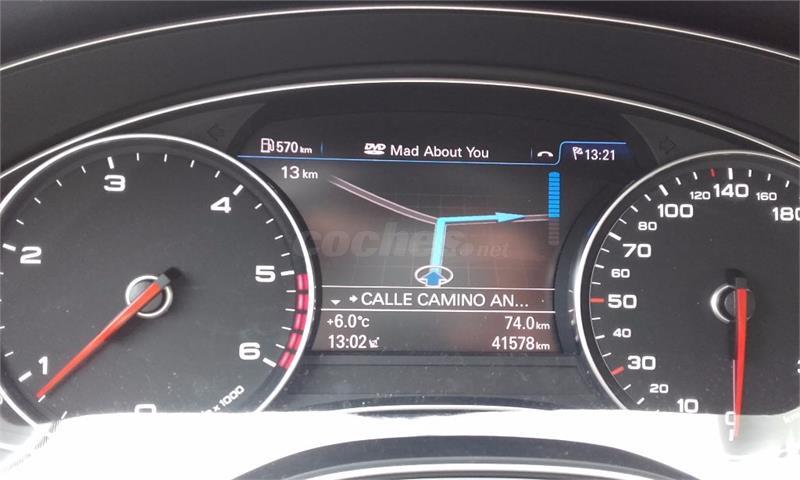 570 km DVD Mad About You 13:21
13 km
coches.net
CALLE CAMINO AN...
+6.0°C 74.0 km
13:02 41578 km
0 1 2 3 4 5 6
x 1000
0 10 20 30 50 70 80 100 120 140 160 180